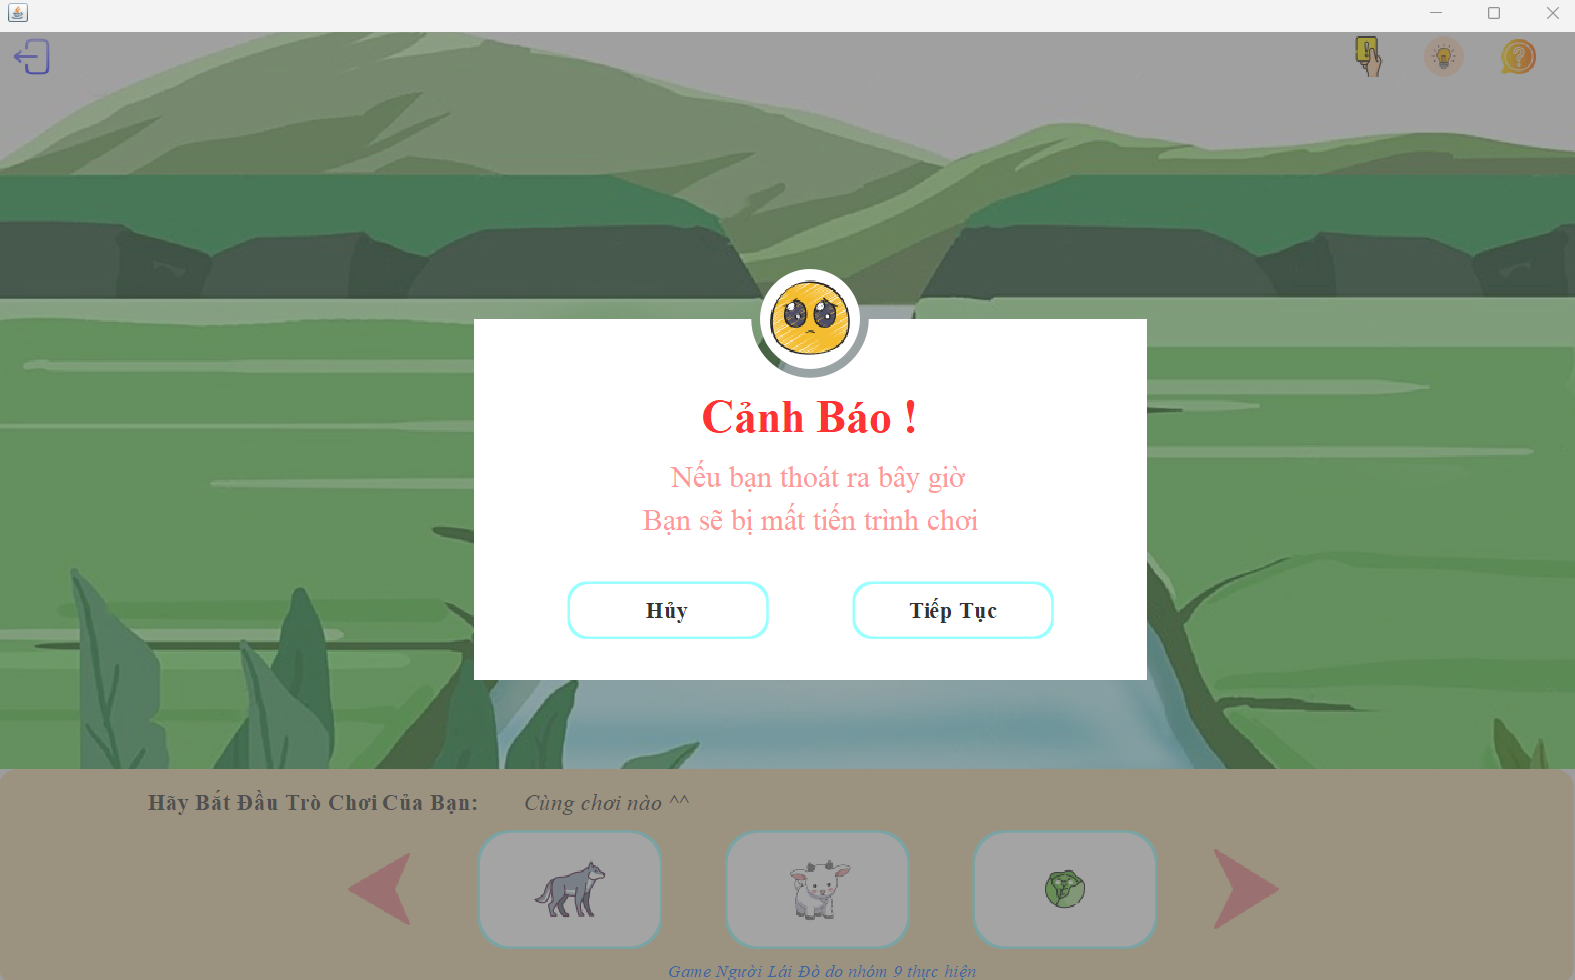 Cảnh Báo !
Nếu bạn thoát ra bây giờ
Bạn sẽ bị mất tiến trình chơi
Hủy
Tiếp Tục
Hãy Bắt Đầu Trò Chơi Của Bạn:
Cùng chơi nào ^^
Game Người Lái Đò do nhóm 9 thực hiện